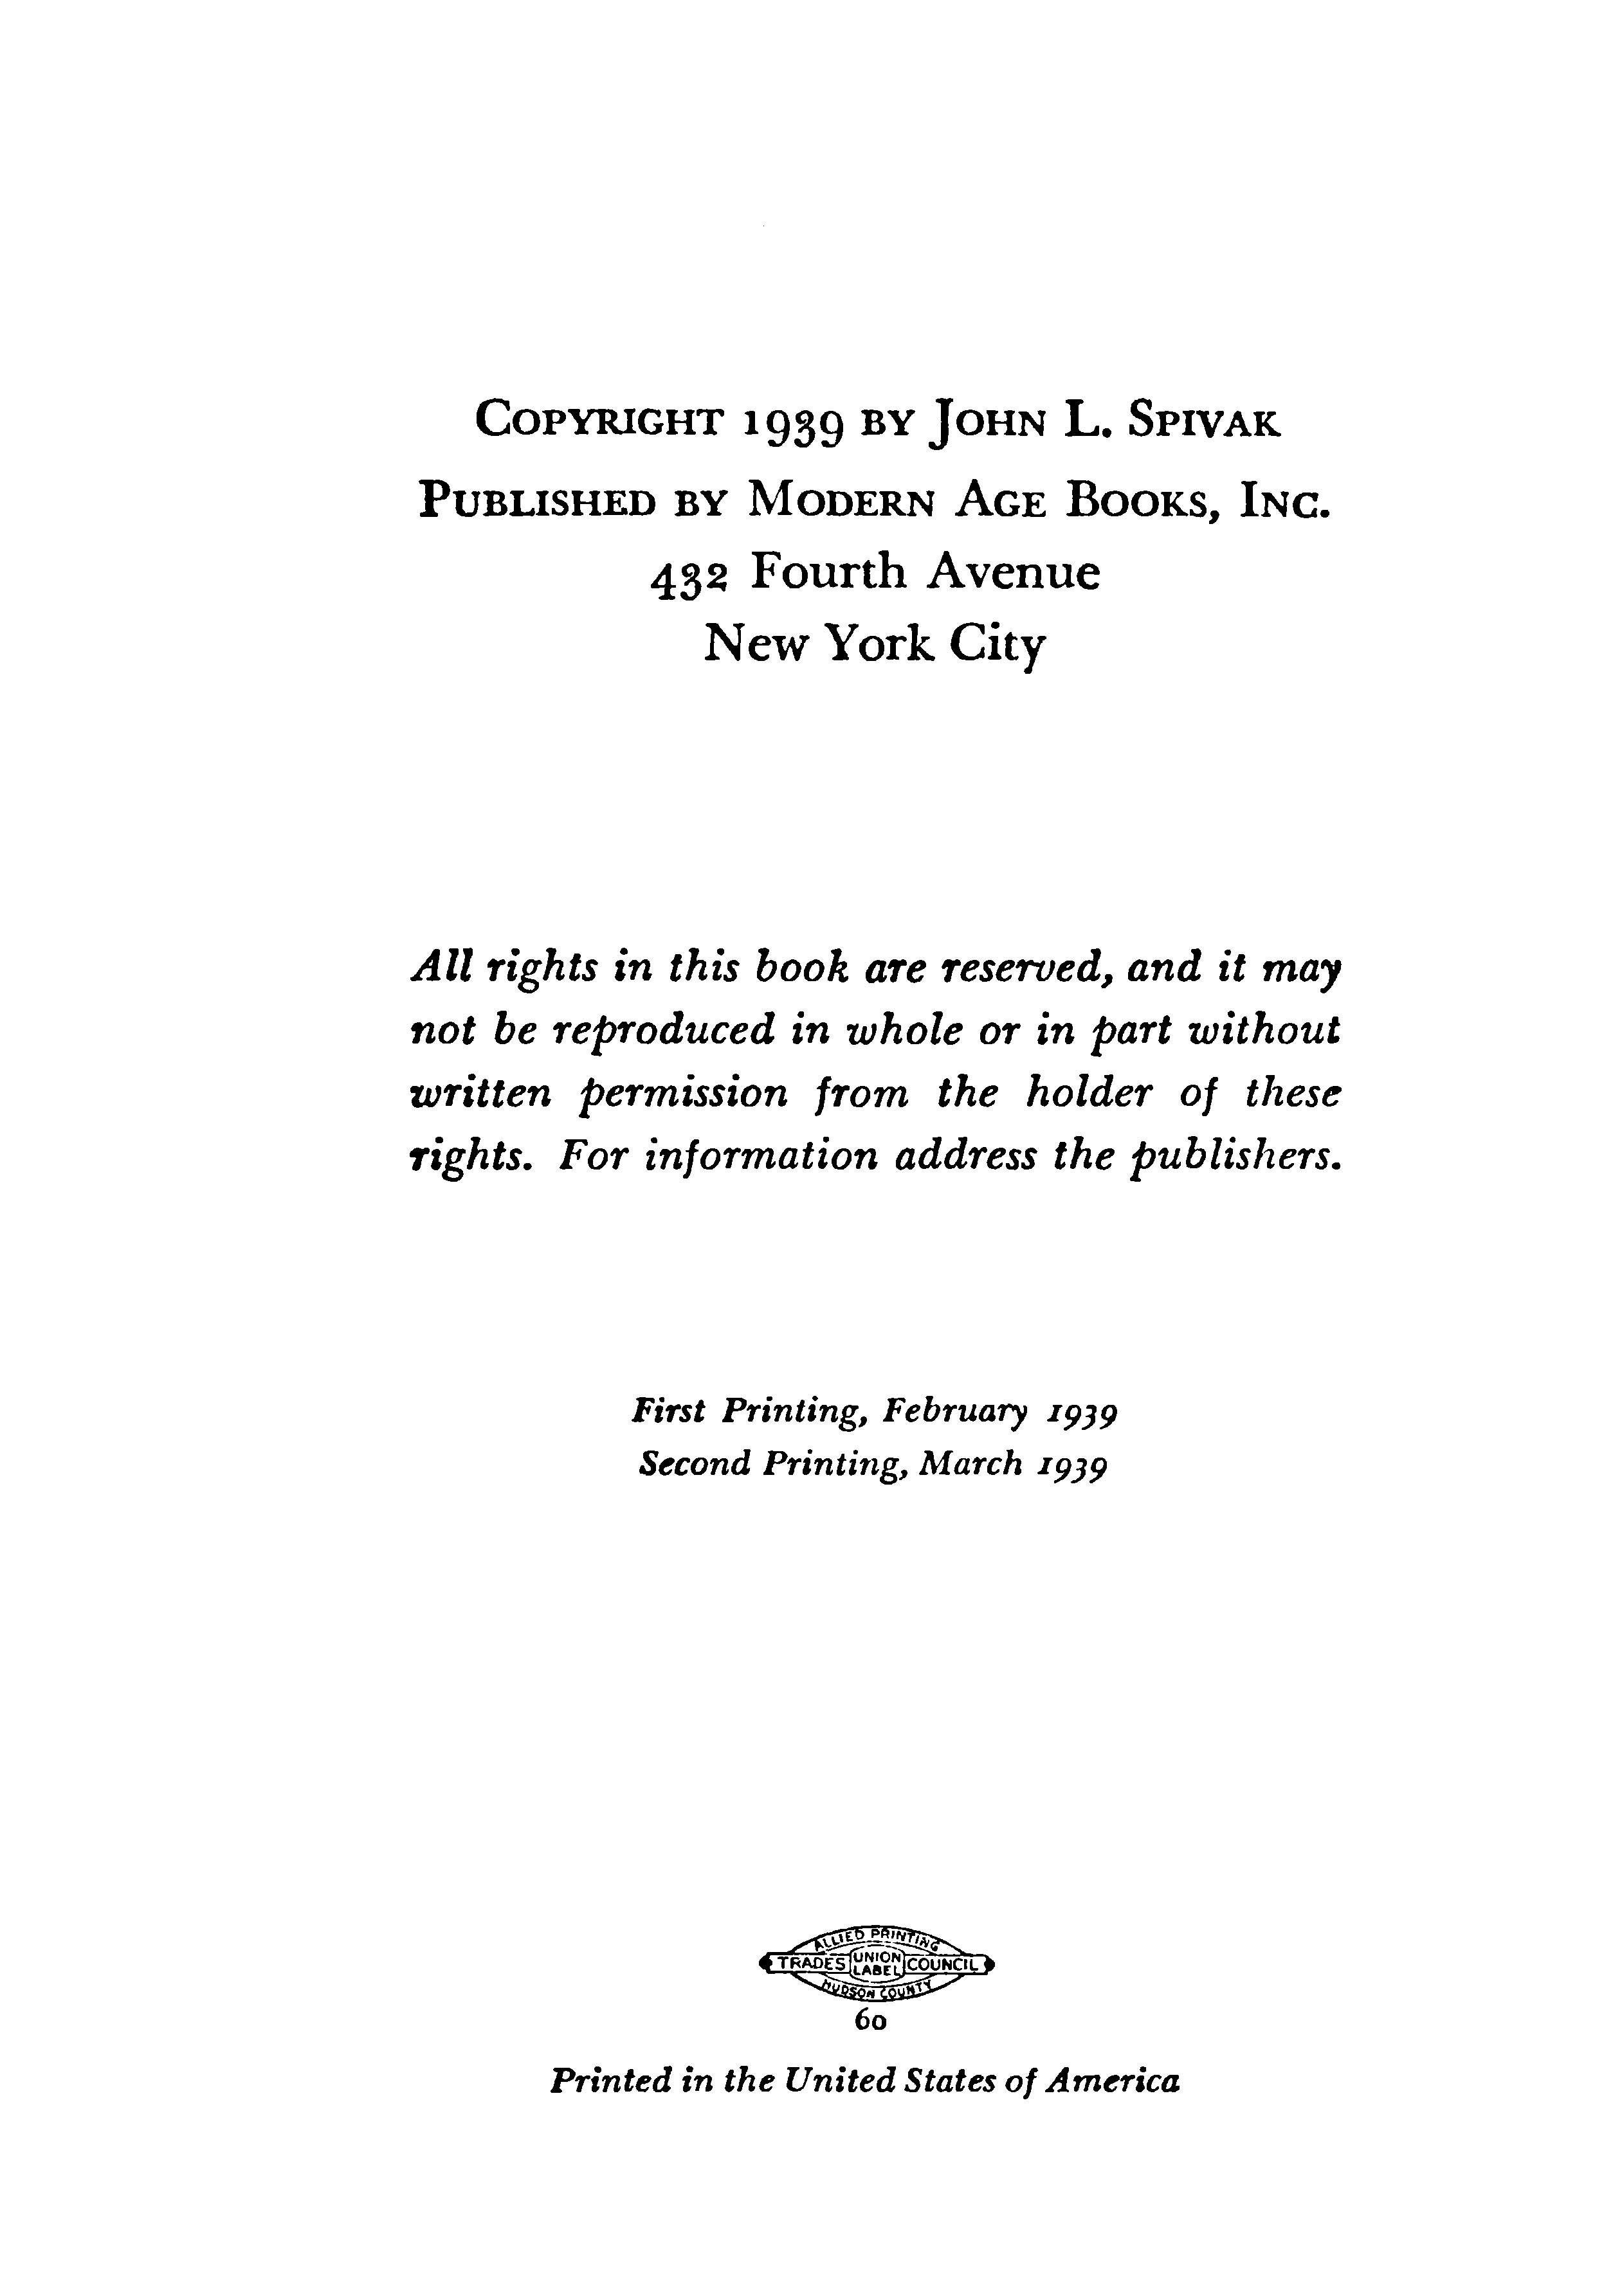 COPYRIGHT 1939 BY JOHN L. SPIVAK
PUBLISHED BY MODERN AGE BOOKS, INC.
432 Fourth Avenue
New York City
All rights in this book are reserved, and it may
not be reproduced in whole or in part without
written permission from the holder of these
rights. For information address the publishers.
First Printing, February 1939
Second Printing, March 1939
ALLIED PRINTING
TRADES UNION LABEL COUNCIL
HUDSON COUNTY
60
Printed in the United States of America